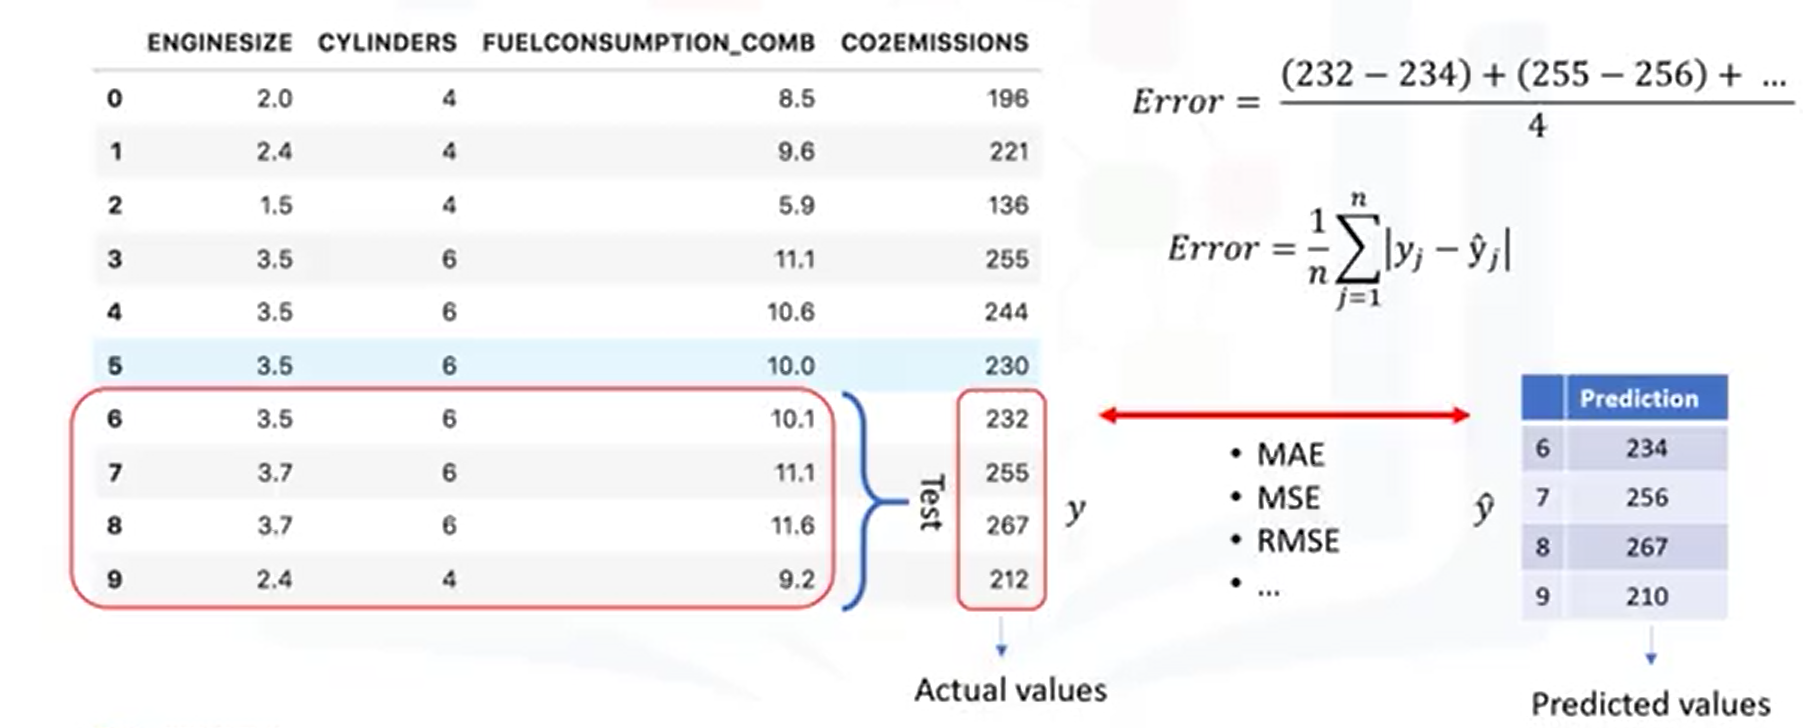 ENGINESIZE CYLINDERS FUELCONSUMPTION_COMB CO2EMISSIONS
0 2.0 4 8.5 196
1 2.4 4 9.6 221
2 1.5 4 5.9 136
3 3.5 6 11.1 255
4 3.5 6 10.6 244
5 3.5 6 10.0 230
6 3.5 6 10.1 232
7 3.7 6 11.1 255
8 3.7 6 11.6 267
9 2.4 4 9.2 212
Test
Actual values
Error = (232 − 234) + (255 − 256) + ... / 4
Error = 1/n ∑ j=1 n |yj − ŷj|
y
• MAE
• MSE
• RMSE
• ...
ŷ
Prediction
6 234
7 256
8 267
9 210
Predicted values